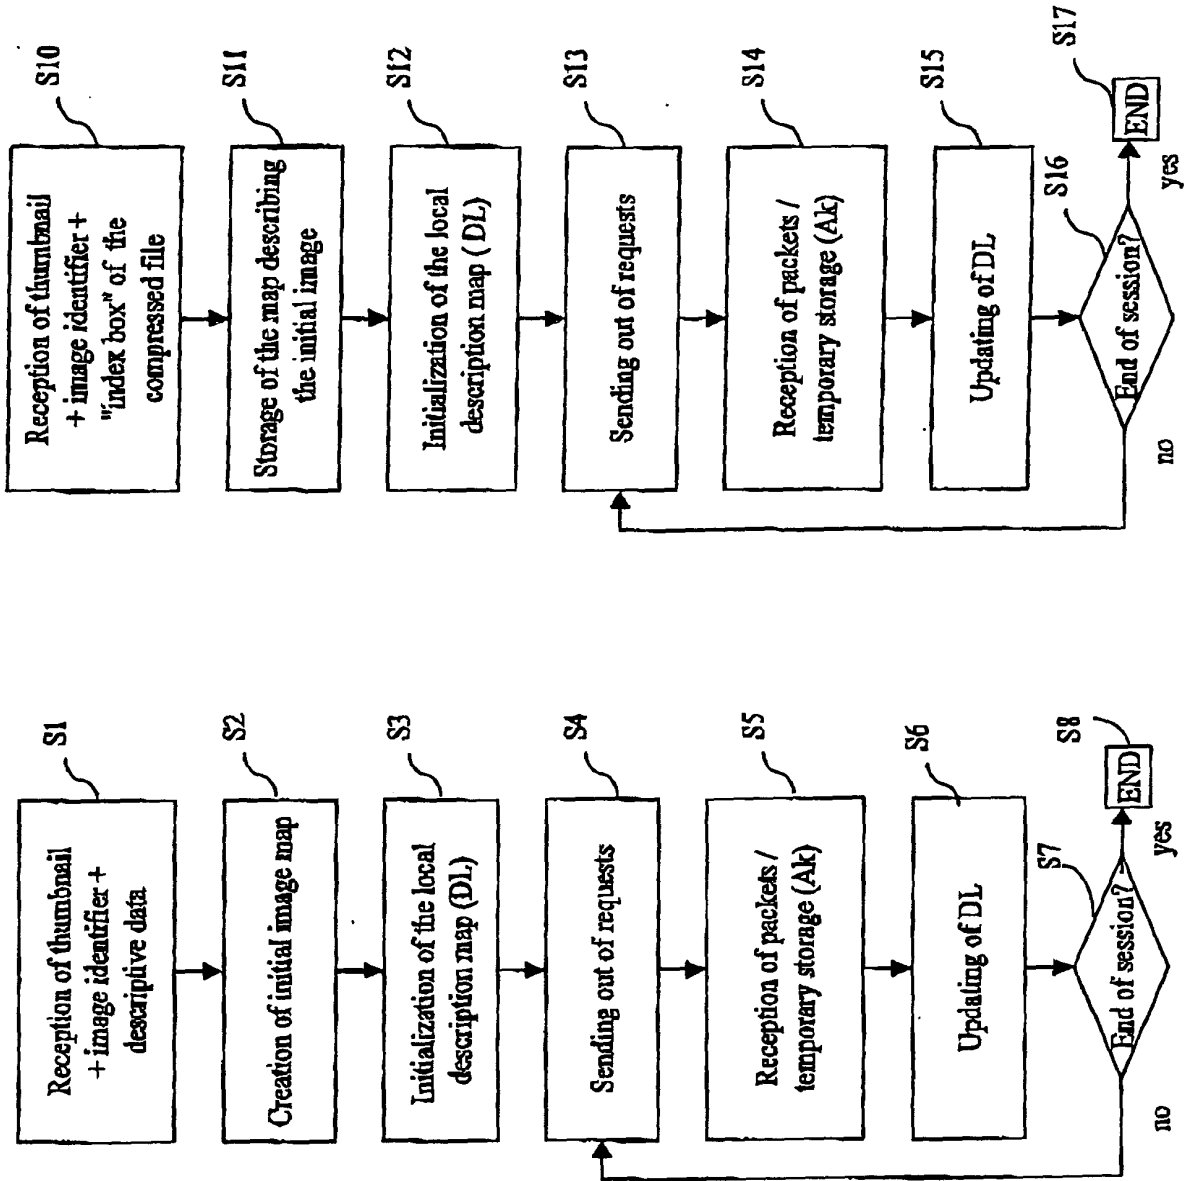 S1
Reception of thumbnail
+ image identifier +
descriptive data
S2
Creation of initial image map
S3
Initialization of the local
description map (DL)
S4
Sending out of requests
S5
Reception of packets /
temporary storage (Ak)
S6
Updating of DL
S7
End of session?
no
yes
S8
END
S10
Reception of thumbnail
+ image identifier +
"index box" of the
compressed file
S11
Storage of the map describing
the initial image
S12
Initialization of the local
description map ( DL)
S13
Sending out of requests
S14
Reception of packets /
temporary storage (Ak)
S15
Updating of DL
S16
End of session?
no
yes
S17
END